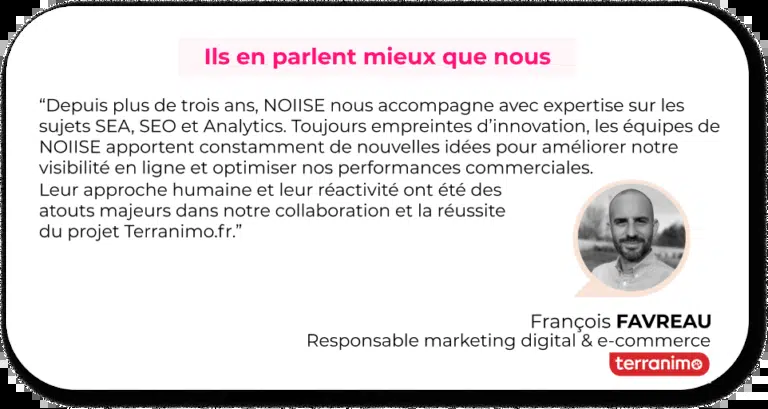 Ils en parlent mieux que nous
“Depuis plus de trois ans, NOIISE nous accompagne avec expertise sur les
sujets SEA, SEO et Analytics. Toujours empreintes d’innovation, les équipes de
NOIISE apportent constamment de nouvelles idées pour améliorer notre
visibilité en ligne et optimiser nos performances commerciales.
Leur approche humaine et leur réactivité ont été des
atouts majeurs dans notre collaboration et la réussite
du projet Terranimo.fr.”
François FAVREAU
Responsable marketing digital & e-commerce
terranimo